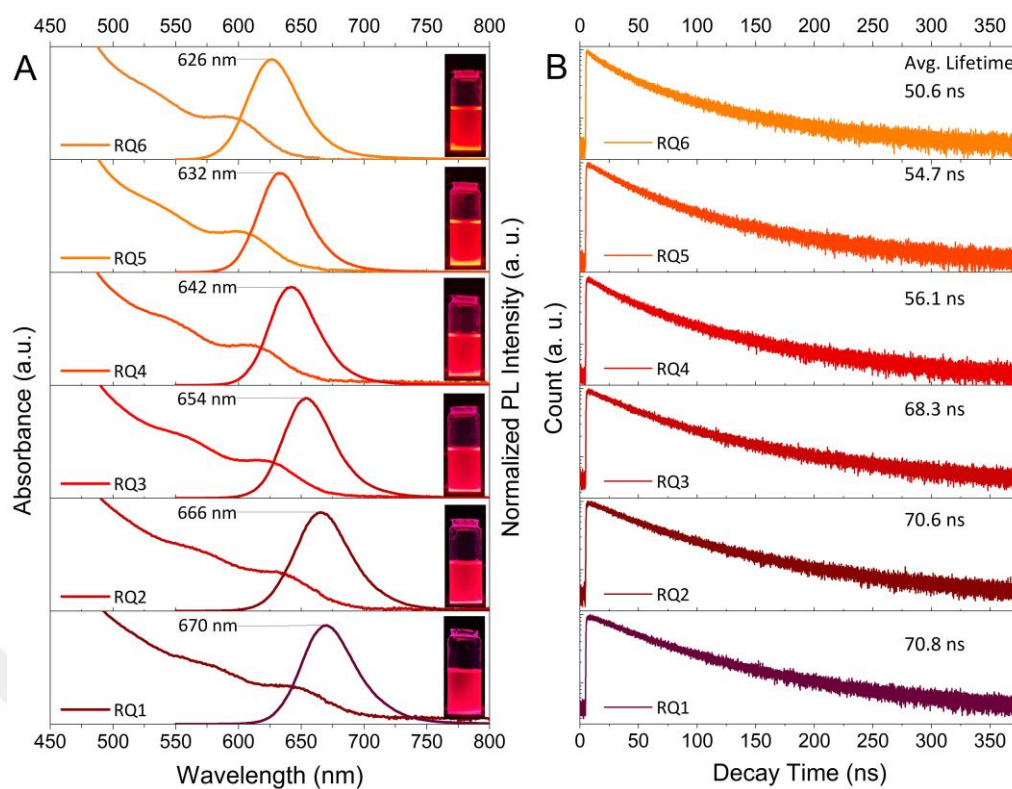 450 500 550 600 650 700 750 800
0 50 100 150 200 250 300 350
A
B
626 nm
RQ6
632 nm
RQ5
642 nm
RQ4
654 nm
RQ3
666 nm
RQ2
670 nm
RQ1
Absorbance (a.u.)
Normalized PL Intensity (a. u.)
450 500 550 600 650 700 750 800
Wavelength (nm)
Avg. Lifetime
50.6 ns
RQ6
54.7 ns
RQ5
56.1 ns
RQ4
68.3 ns
RQ3
70.6 ns
RQ2
70.8 ns
RQ1
Count (a. u.)
0 50 100 150 200 250 300 350
Decay Time (ns)